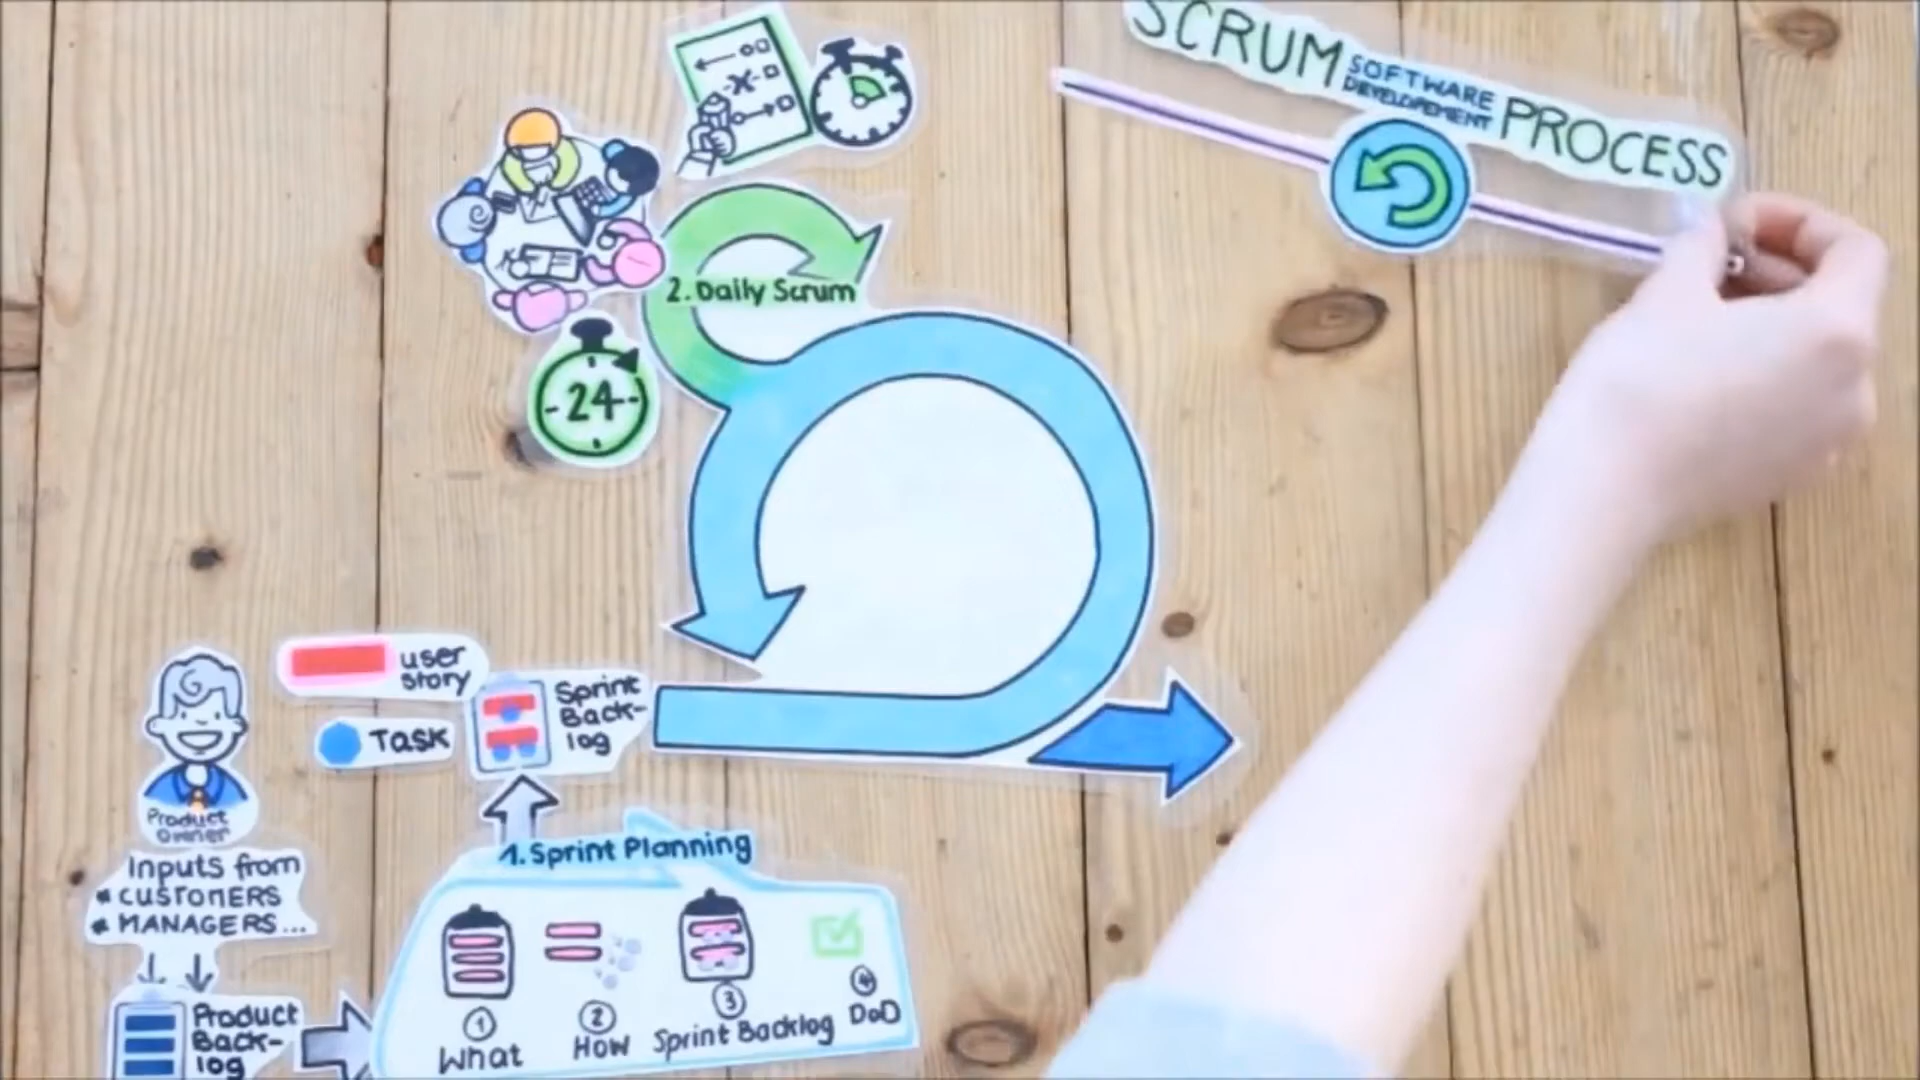 SCRUM SOFTWARE DEVELOPEMENT PROCESS
2. Daily Scrum
24
user
story
Task
Sprint
Back-
log
Product
Owner
Inputs from
* CUSTOMERS
* MANAGERS...
Product
Back-
log
1. Sprint Planning
1 2 3 4
What How Sprint Backlog DoD